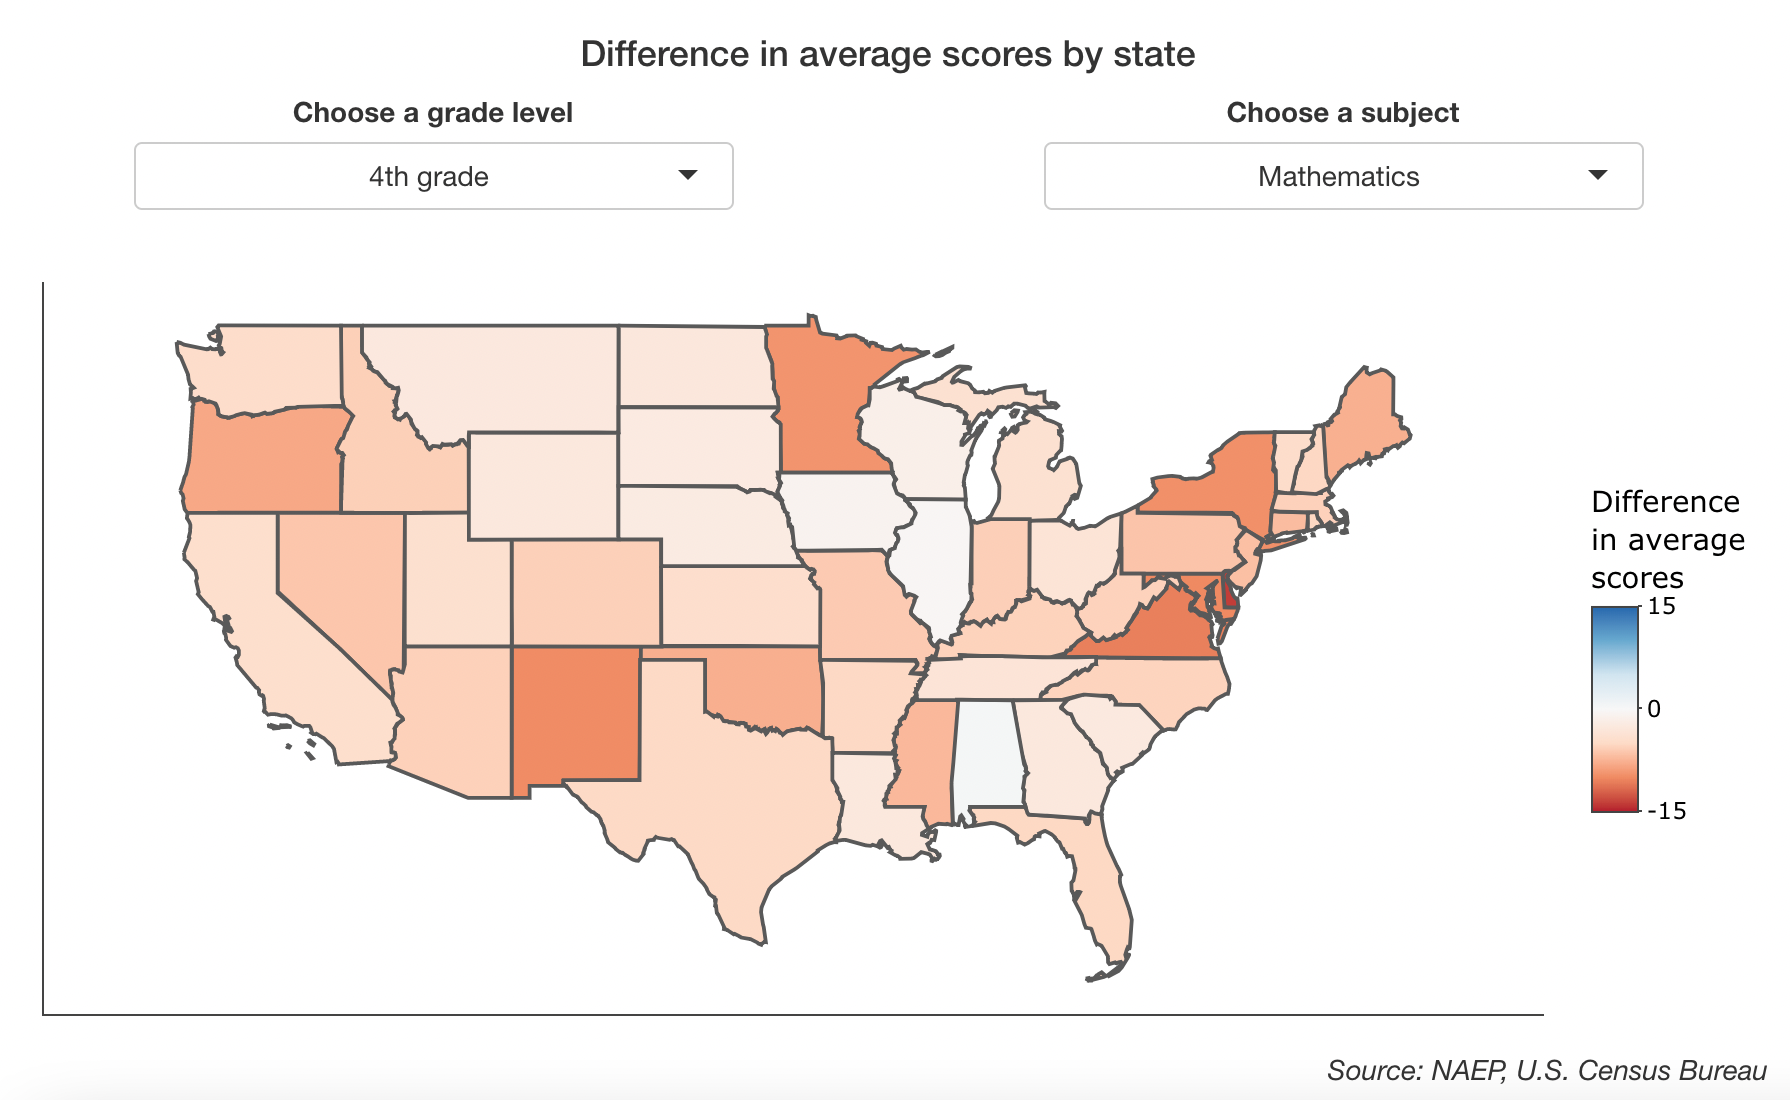 Difference in average scores by state
Choose a grade level
Choose a subject
4th grade
Mathematics
Difference
in average
scores
15
0
-15
Source: NAEP, U.S. Census Bureau